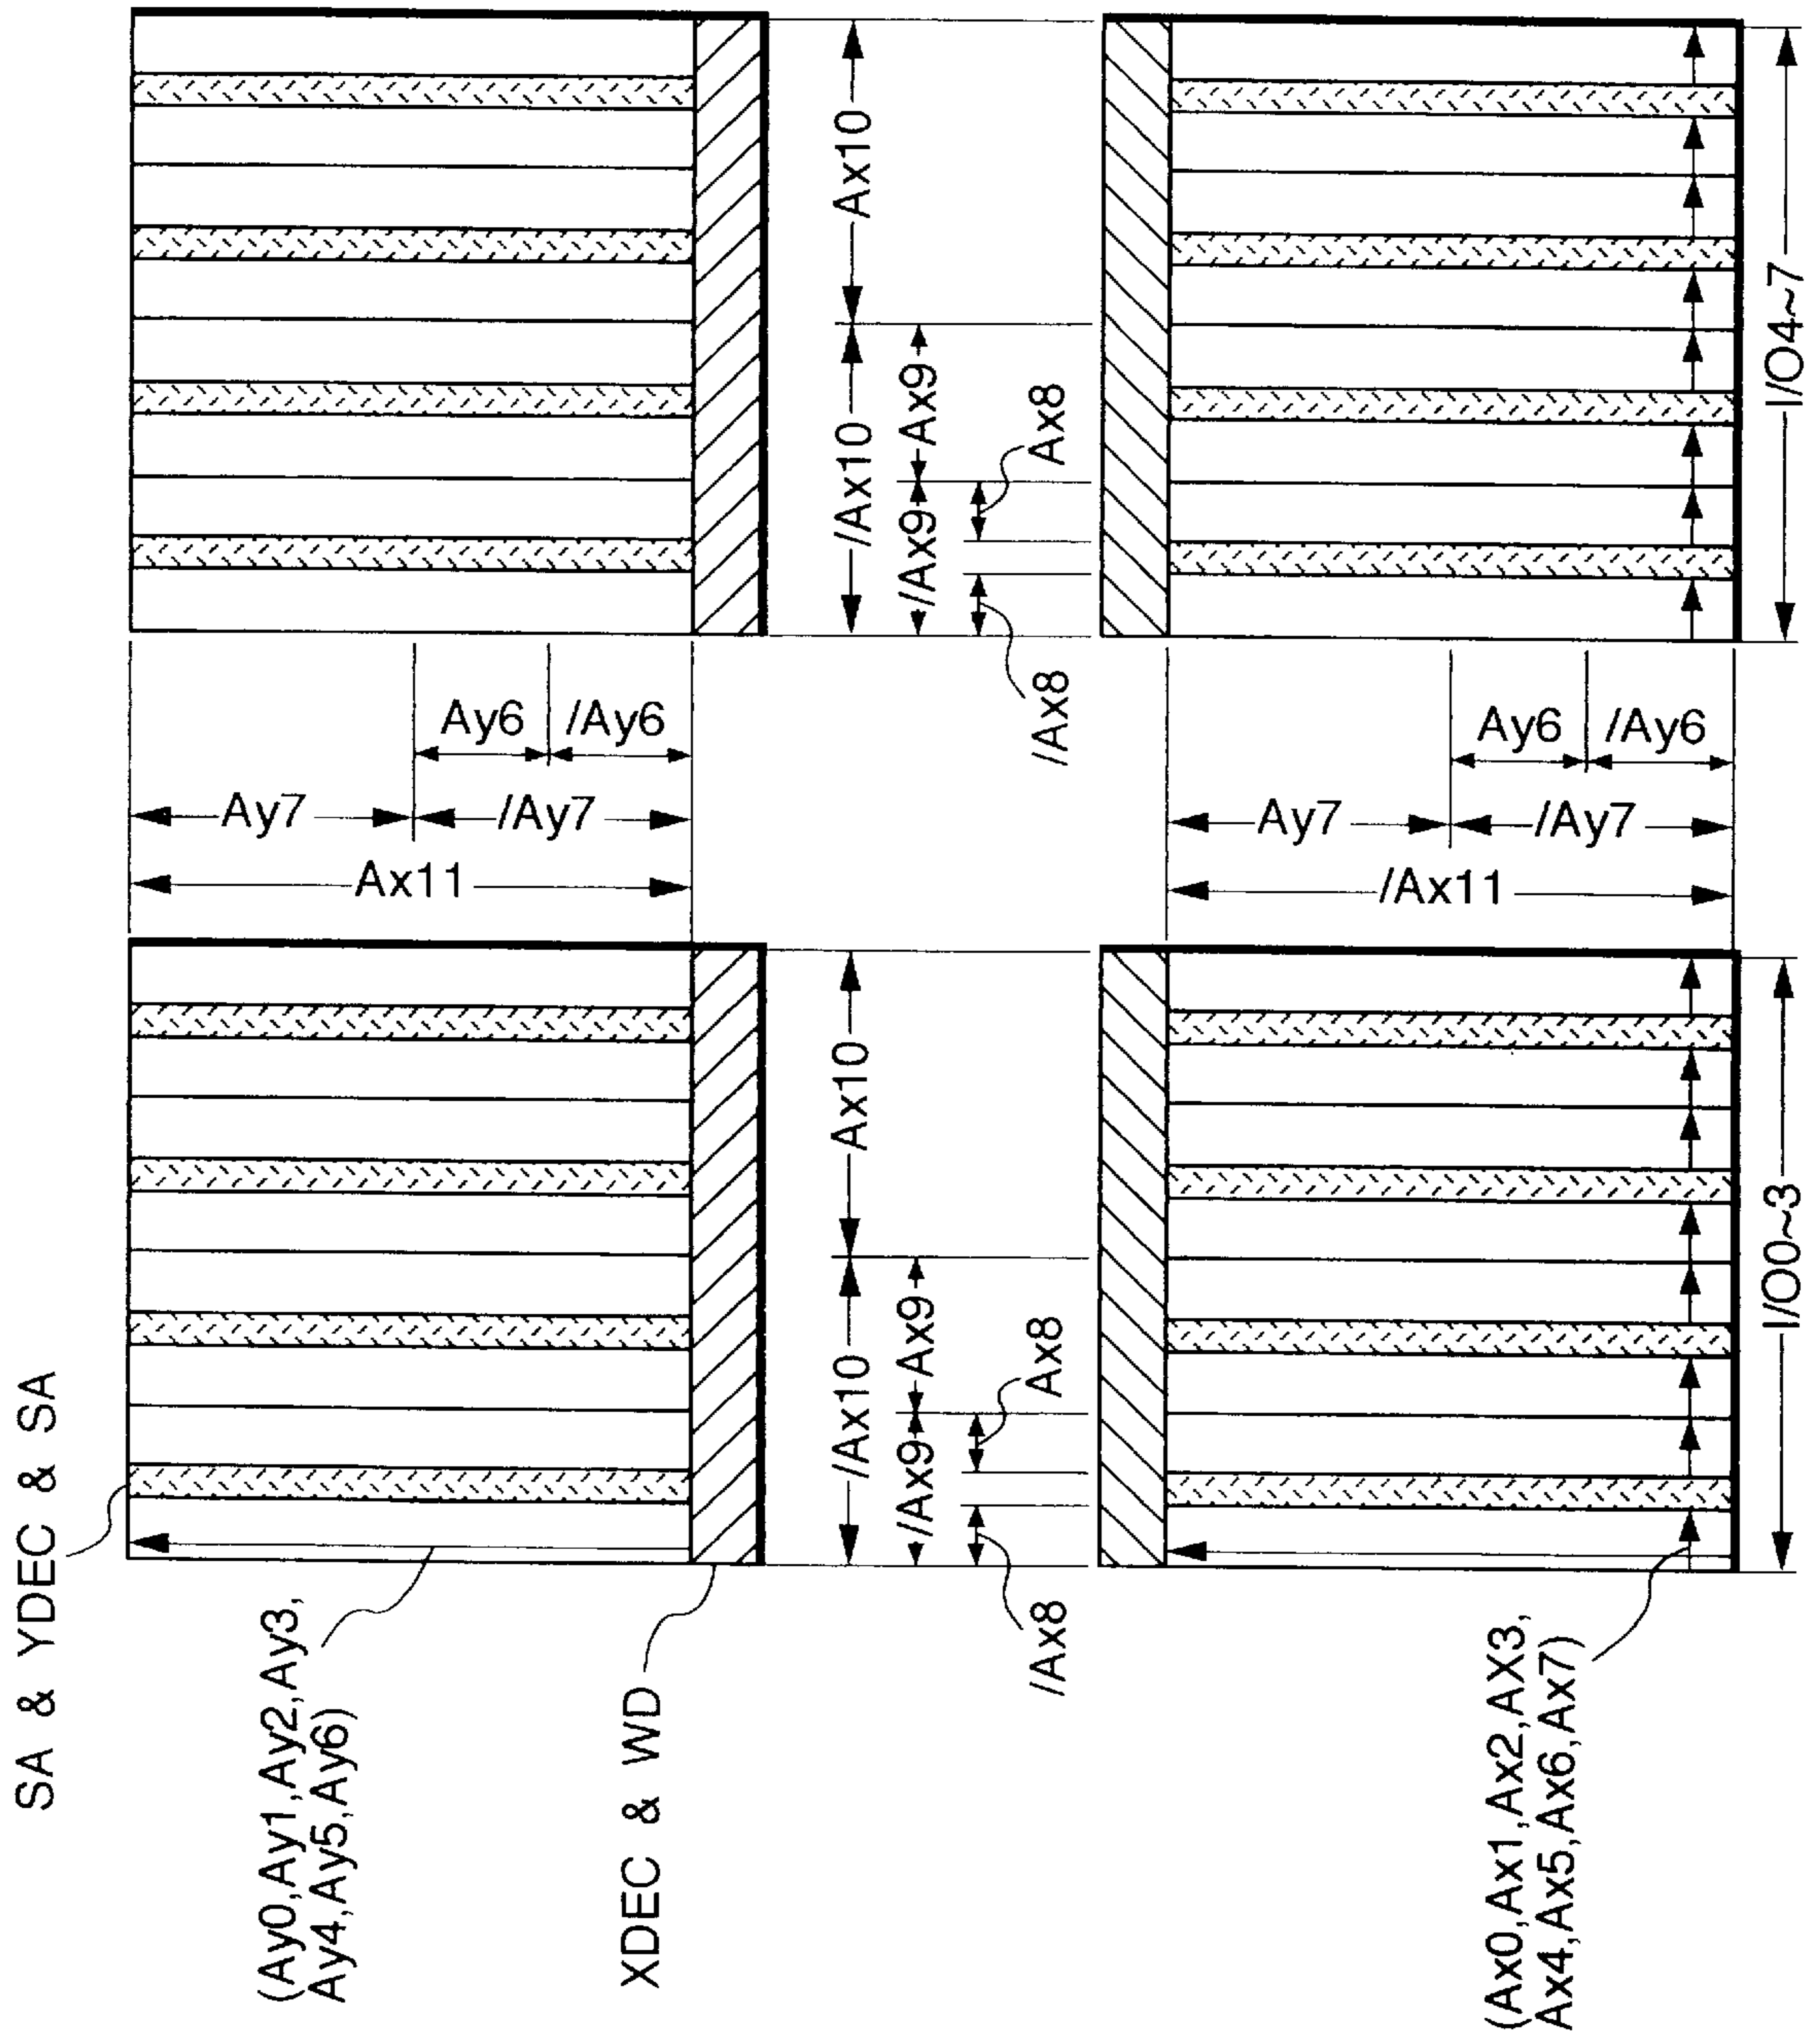 Ax10
/Ax10
Ax9
/Ax9
Ax8
/Ax8
I/O4~7
Ay6
/Ay6
Ay7
/Ay7
Ax11
Ay6
/Ay6
Ay7
/Ay7
/Ax11
SA & YDEC & SA
Ax10
/Ax10
Ax9
/Ax9
Ax8
/Ax8
I/O0~3
(Ay0,Ay1,Ay2,Ay3,
Ay4,Ay5,Ay6)
XDEC & WD
(Ax0,Ax1,Ax2,AX3,
Ax4,Ax5,Ax6,Ax7)